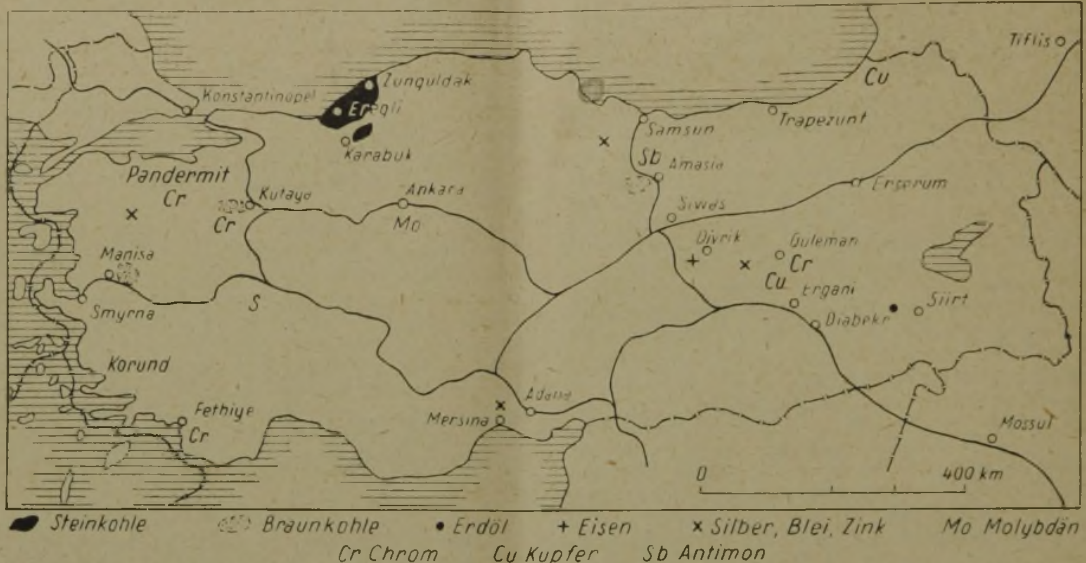 Tiflis
Cu
Zunguldak
Konstantinopel
Eregli
Samsun
Trapezunt
Karabuk
Sb
Amasia
Pandermit
Cr
Kutaya
Ankara
Erserum
Cr
Mo
Siwas
Divrik
Guleman
Manisa
Cr
Cu
Ergani
Siirt
Smyrna
S
Diabekr
Korund
Adana
Fethiye
Mersina
Cr
Mossul
0
400 km
Steinkohle Braunkohle Erdöl Eisen Silber, Blei, Zink Mo Molybdän
Cr Chrom Cu Kupfer Sb Antimon